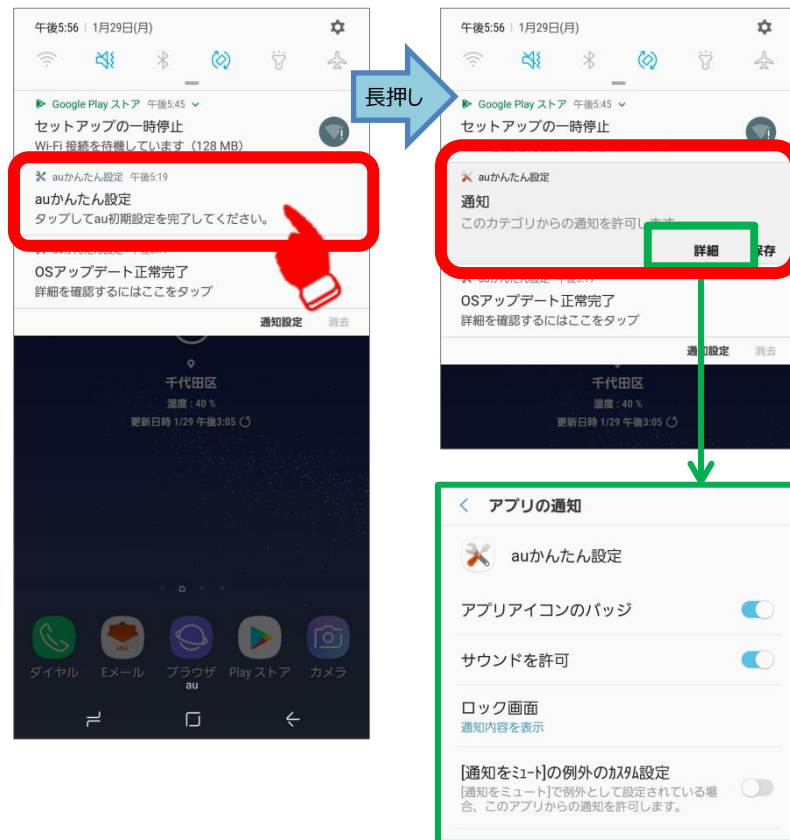 午後5:56 | 1月29日(月)
Google Play ストア 午後5:45
セットアップの一時停止
Wi-Fi 接続を待機しています (128 MB)
auかんたん設定 午後5:19
auかんたん設定
タップしてau初期設定を完了してください。
OSアップデート正常完了
詳細を確認するにはここをタップ
通知設定 消去
千代田区
湿度 : 40 %
更新日時 1/29 午後3:05
ダイヤル Eメール ブラウザ Play ストア カメラ
au
長押し
午後5:56 | 1月29日(月)
Google Play ストア 午後5:45
セットアップの一時停止
auかんたん設定
通知
このカテゴリからの通知を許可します
詳細 保存
OSアップデート正常完了
詳細を確認するにはここをタップ
通知設定 消去
千代田区
湿度 : 40 %
更新日時 1/29 午後3:05
アプリの通知
auかんたん設定
アプリアイコンのバッジ
サウンドを許可
ロック画面
通知内容を表示
[通知をミュート]の例外のカスタム設定
[通知をミュート]で例外として設定されている場
合、このアプリからの通知を許可します。